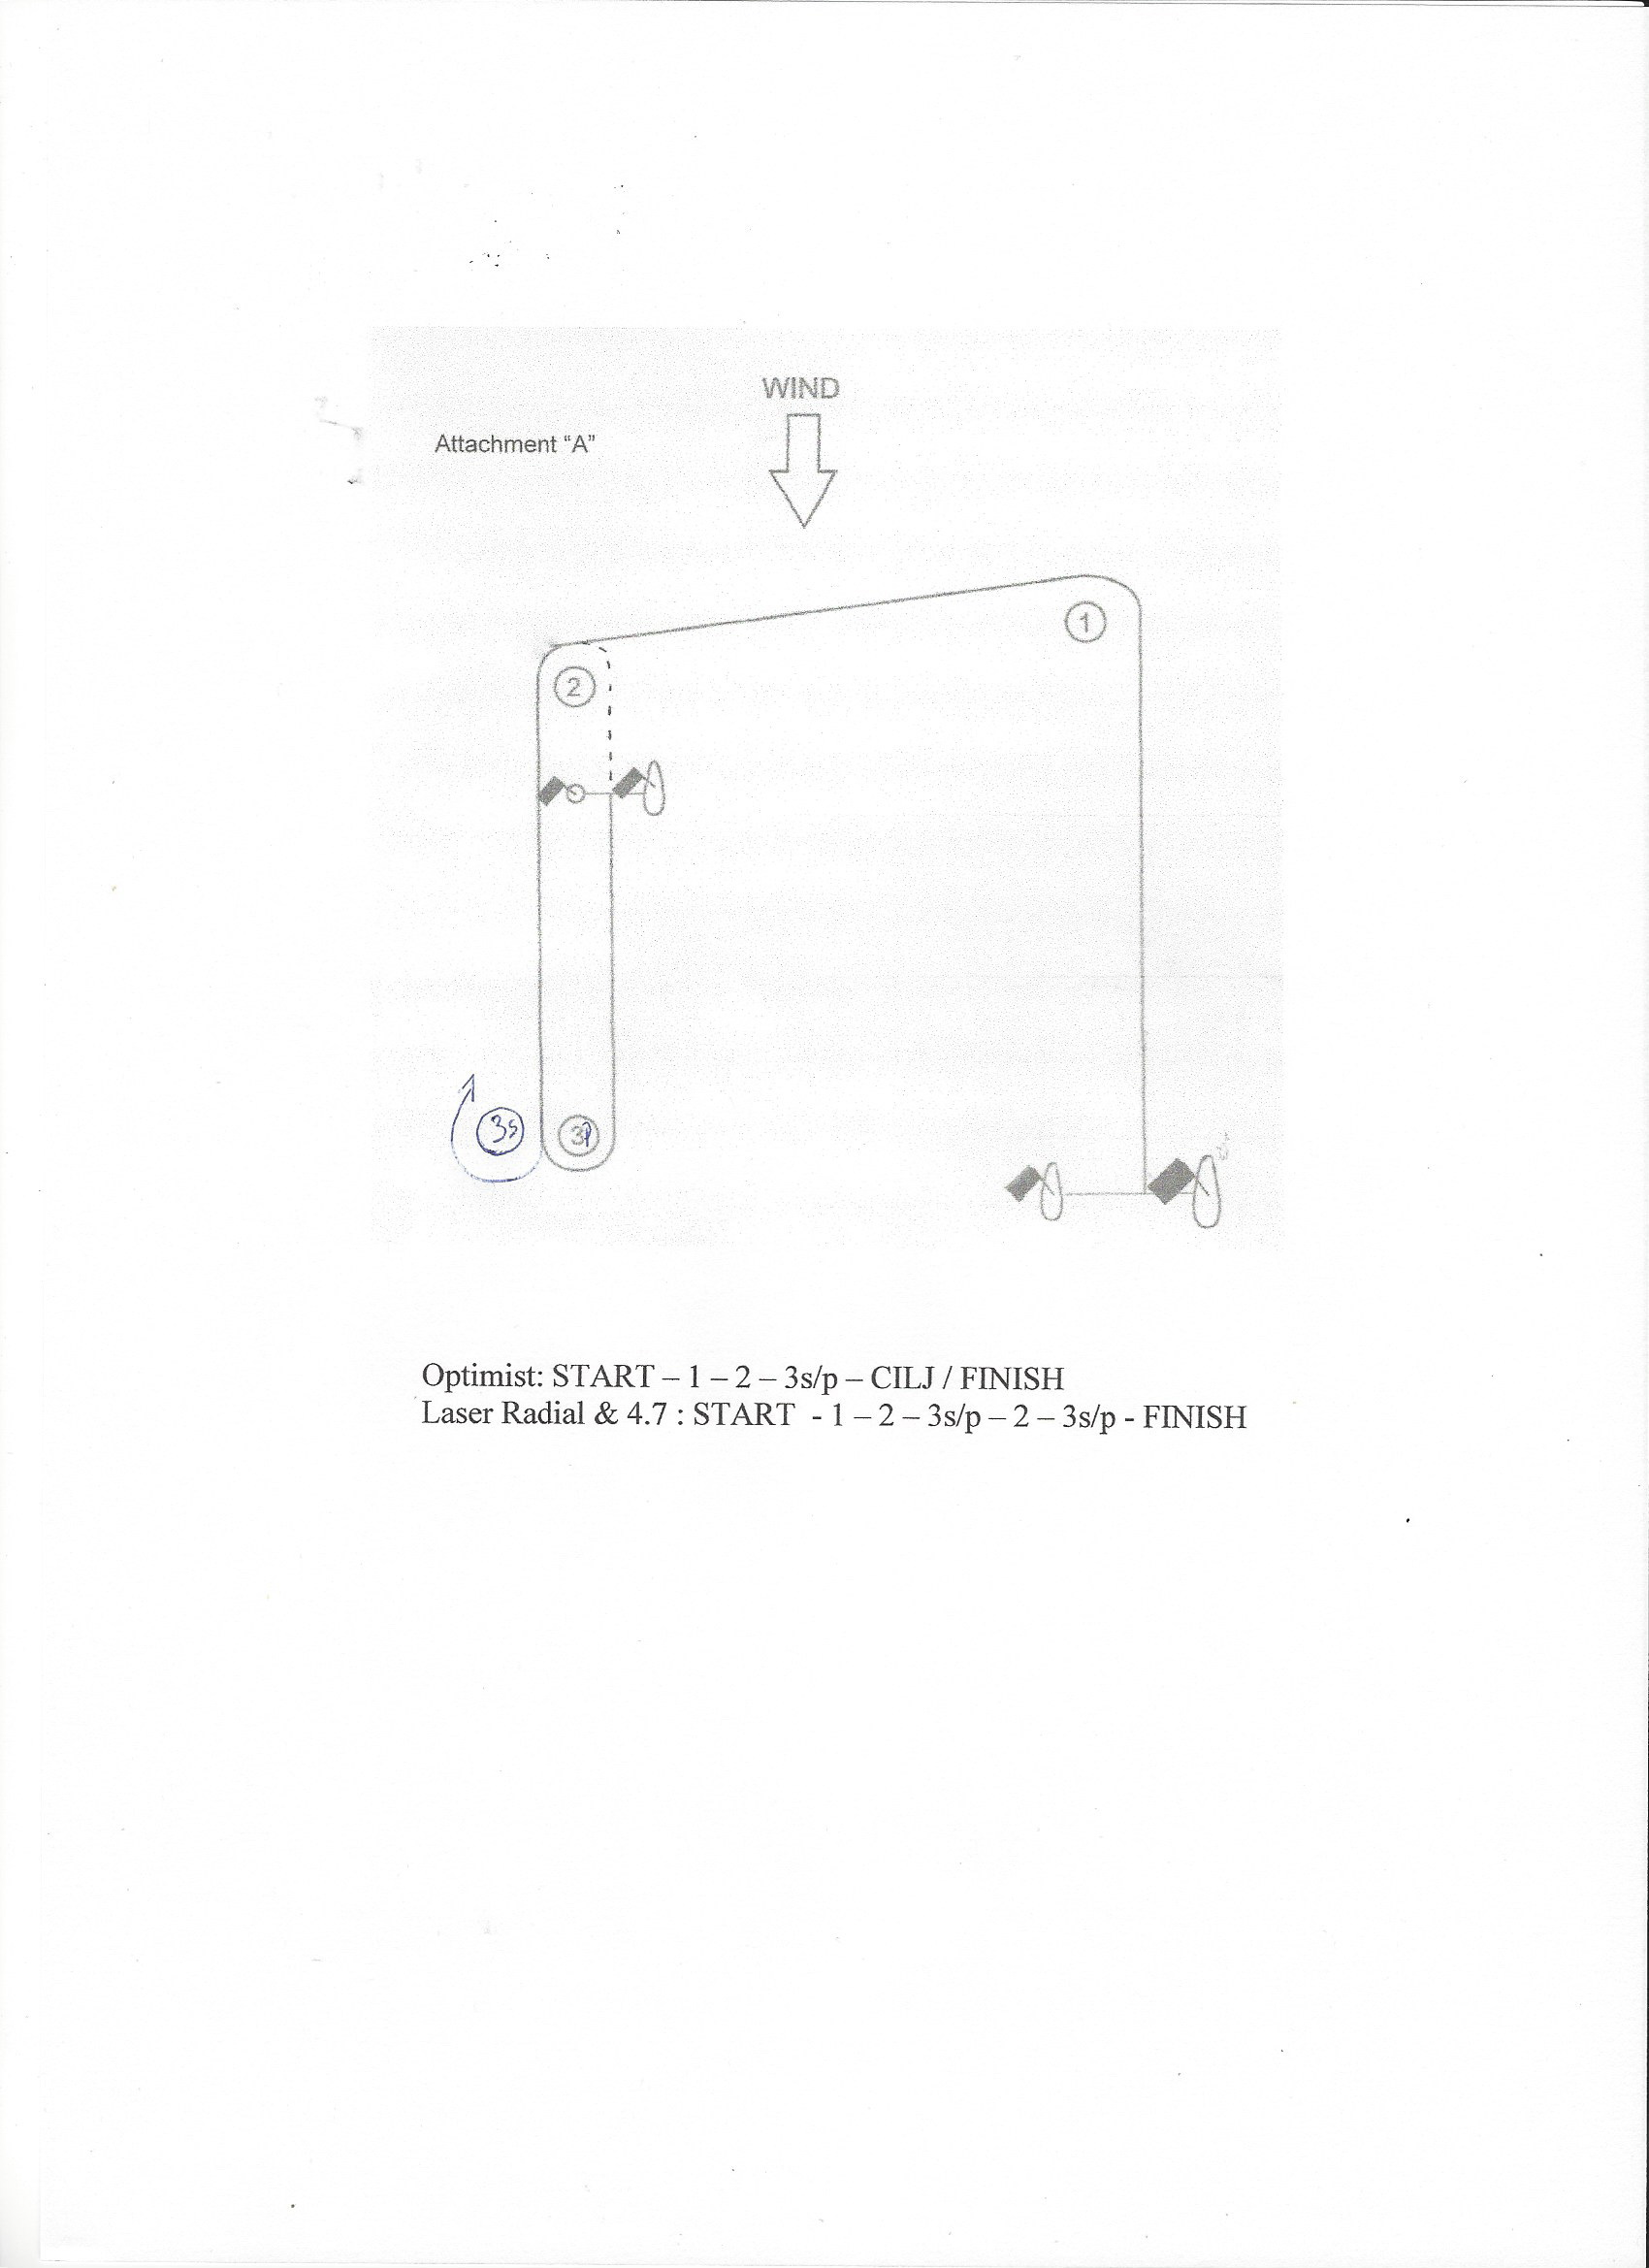 WIND
Attachment “A”
1
2
3s
3p
Optimist: START – 1 – 2 – 3s/p – CILJ / FINISH
Laser Radial & 4.7 : START - 1 – 2 – 3s/p – 2 – 3s/p - FINISH